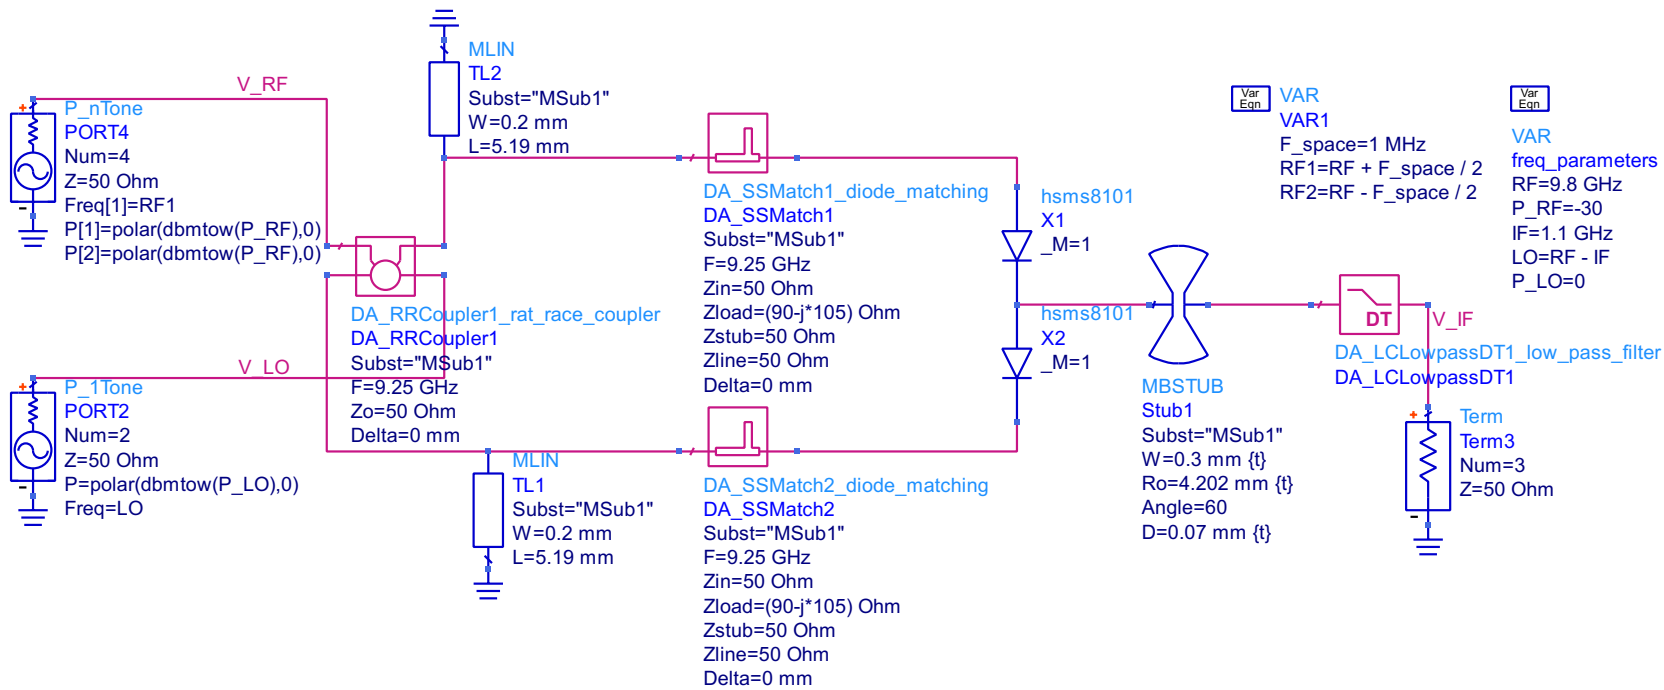 V_RF
P_nTone
PORT4
Num=4
Z=50 Ohm
Freq[1]=RF1
P[1]=polar(dbmtow(P_RF),0)
P[2]=polar(dbmtow(P_RF),0)
MLIN
TL2
Subst="MSub1"
W=0.2 mm
L=5.19 mm
DA_RRCoupler1_rat_race_coupler
DA_RRCoupler1
Subst="MSub1"
F=9.25 GHz
Zo=50 Ohm
Delta=0 mm
V_LO
P_1Tone
PORT2
Num=2
Z=50 Ohm
P=polar(dbmtow(P_LO),0)
Freq=LO
MLIN
TL1
Subst="MSub1"
W=0.2 mm
L=5.19 mm
DA_SSMatch1_diode_matching
DA_SSMatch1
Subst="MSub1"
F=9.25 GHz
Zin=50 Ohm
Zload=(90-j*105) Ohm
Zstub=50 Ohm
Zline=50 Ohm
Delta=0 mm
DA_SSMatch2_diode_matching
DA_SSMatch2
Subst="MSub1"
F=9.25 GHz
Zin=50 Ohm
Zload=(90-j*105) Ohm
Zstub=50 Ohm
Zline=50 Ohm
Delta=0 mm
hsms8101
X1
_M=1
hsms8101
X2
_M=1
MBSTUB
Stub1
Subst="MSub1"
W=0.3 mm {t}
Ro=4.202 mm {t}
Angle=60
D=0.07 mm {t}
Var
Eqn
VAR
VAR1
F_space=1 MHz
RF1=RF + F_space / 2
RF2=RF - F_space / 2
Var
Eqn
VAR
freq_parameters
RF=9.8 GHz
P_RF=-30
IF=1.1 GHz
LO=RF - IF
P_LO=0
DT
V_IF
DA_LCLowpassDT1_low_pass_filter
DA_LCLowpassDT1
Term
Term3
Num=3
Z=50 Ohm